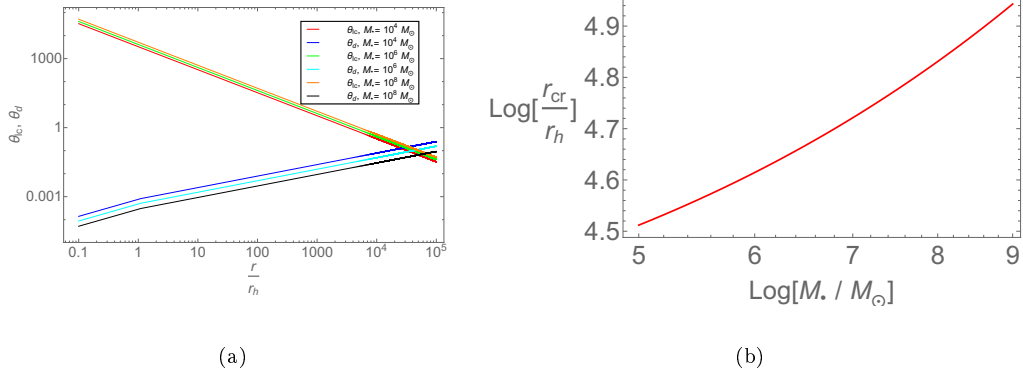 θ_lc, θ_d
1000
1
0.001
θ_lc, M_•= 10^4 M_⊙
θ_d, M_•= 10^4 M_⊙
θ_lc, M_•= 10^6 M_⊙
θ_d, M_•= 10^6 M_⊙
θ_lc, M_•= 10^8 M_⊙
θ_d, M_•= 10^8 M_⊙
0.1 1 10 100 1000 10^4 10^5
r/r_h
(a)
Log[r_cr/r_h]
4.9
4.8
4.7
4.6
4.5
5 6 7 8 9
Log[M_• / M_⊙]
(b)